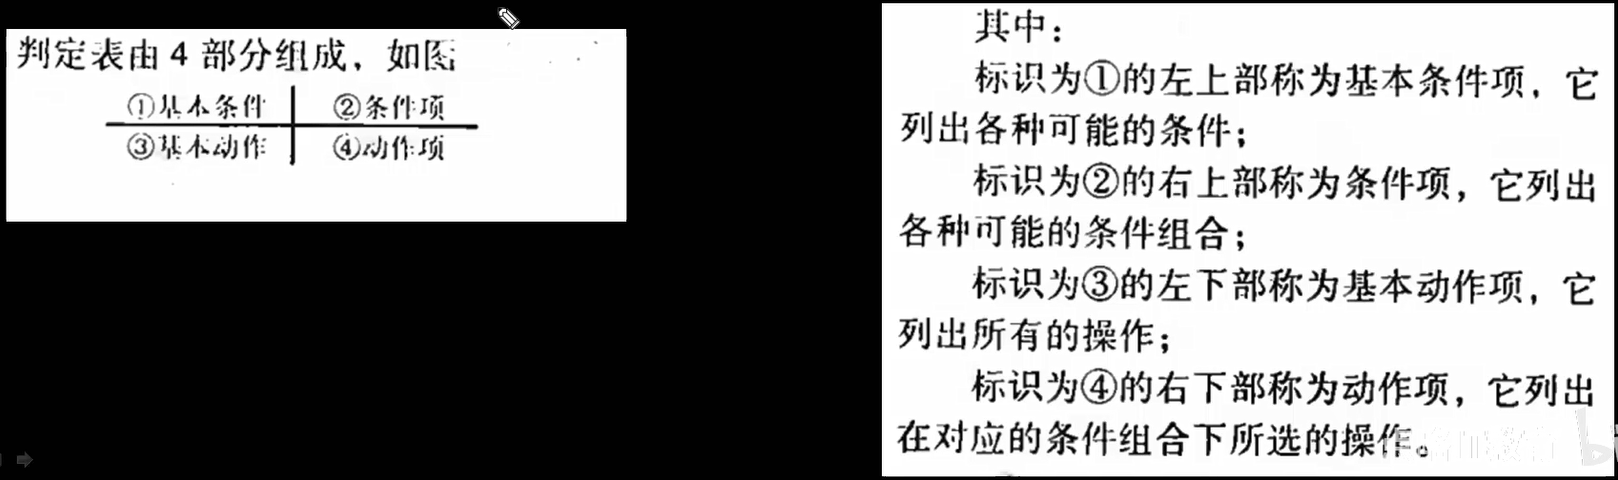 判定表由 4 部分组成，如图
①基本条件 ②条件项
③基本动作 ④动作项
其中：
标识为①的左上部称为基本条件项，它
列出各种可能的条件；
标识为②的右上部称为条件项，它列出
各种可能的条件组合；
标识为③的左下部称为基本动作项，它
列出所有的操作；
标识为④的右下部称为动作项，它列出
在对应的条件组合下所选的操作。